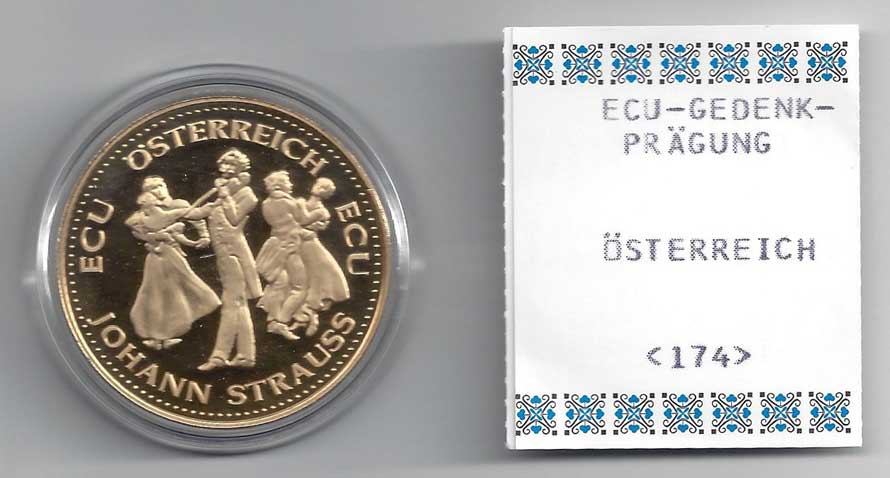 ÖSTERREICH
ECU
ECU
JOHANN STRAUSS
ECU-GEDENK-
PRÄGUNG
ÖSTERREICH
<174>